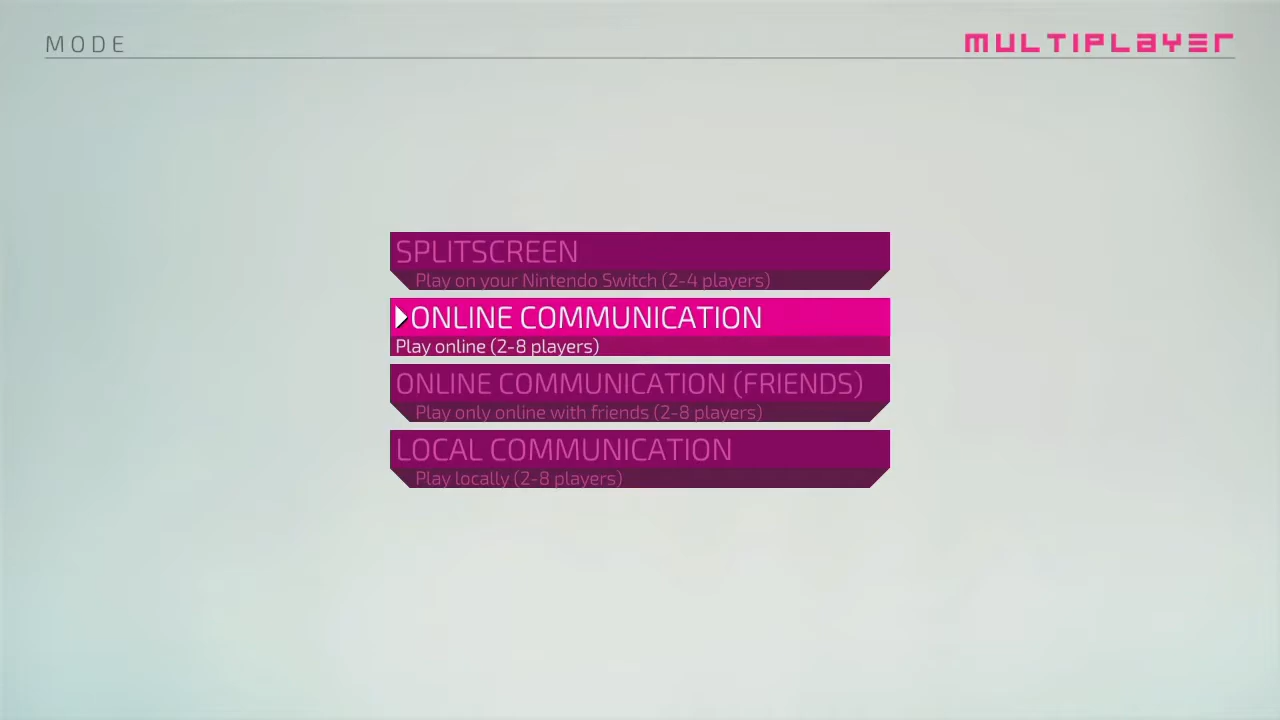 MODE
MULTIPLAYER
SPLITSCREEN
Play on your Nintendo Switch (2-4 players)
ONLINE COMMUNICATION
Play online (2-8 players)
ONLINE COMMUNICATION (FRIENDS)
Play only online with friends (2-8 players)
LOCAL COMMUNICATION
Play locally (2-8 players)